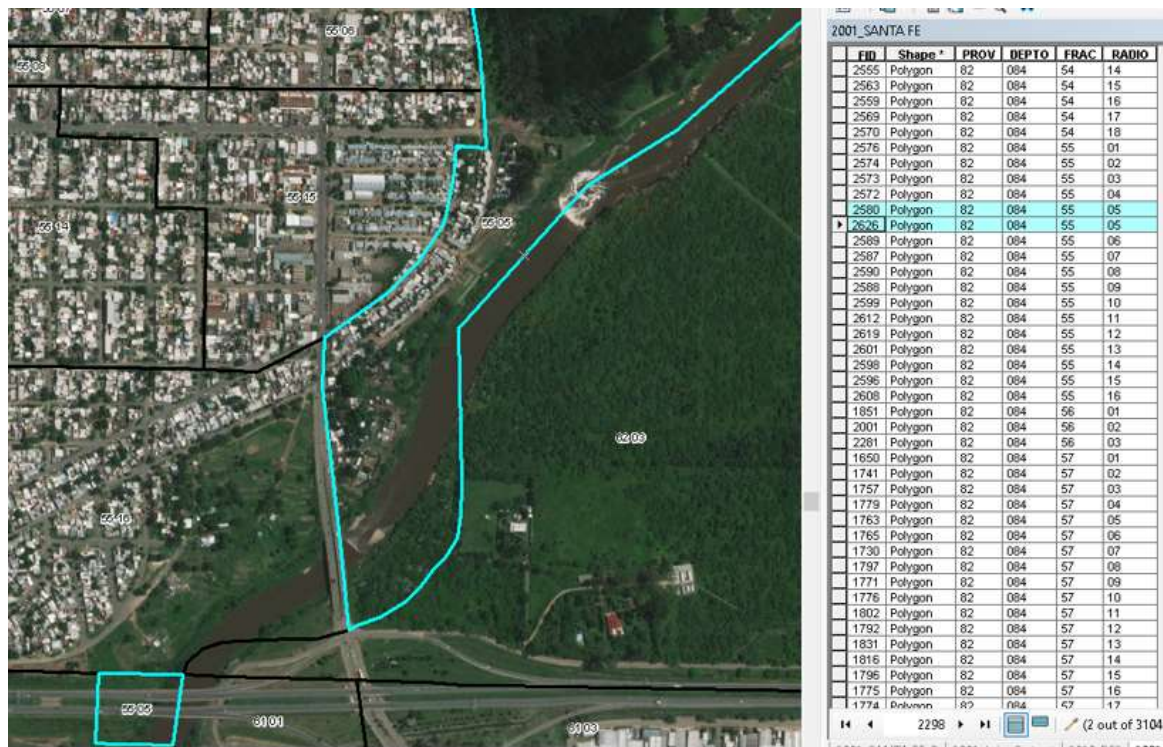 55 08
55 15
55 14
55 05
62 03
55 16
55 05
61 01
61 03
2001_SANTA FE
FID Shape * PROV DEPTO FRAC RADIO
2555 Polygon 82 084 54 14
2563 Polygon 82 084 54 15
2559 Polygon 82 084 54 16
2569 Polygon 82 084 54 17
2570 Polygon 82 084 54 18
2576 Polygon 82 084 55 01
2574 Polygon 82 084 55 02
2573 Polygon 82 084 55 03
2572 Polygon 82 084 55 04
2580 Polygon 82 084 55 05
2626 Polygon 82 084 55 05
2589 Polygon 82 084 55 06
2587 Polygon 82 084 55 07
2590 Polygon 82 084 55 08
2588 Polygon 82 084 55 09
2599 Polygon 82 084 55 10
2612 Polygon 82 084 55 11
2619 Polygon 82 084 55 12
2601 Polygon 82 084 55 13
2598 Polygon 82 084 55 14
2596 Polygon 82 084 55 15
2608 Polygon 82 084 55 16
1851 Polygon 82 084 56 01
2001 Polygon 82 084 56 02
2281 Polygon 82 084 56 03
1650 Polygon 82 084 57 01
1741 Polygon 82 084 57 02
1757 Polygon 82 084 57 03
1779 Polygon 82 084 57 04
1763 Polygon 82 084 57 05
1765 Polygon 82 084 57 06
1730 Polygon 82 084 57 07
1797 Polygon 82 084 57 08
1771 Polygon 82 084 57 09
1776 Polygon 82 084 57 10
1802 Polygon 82 084 57 11
1792 Polygon 82 084 57 12
1831 Polygon 82 084 57 13
1816 Polygon 82 084 57 14
1796 Polygon 82 084 57 15
1775 Polygon 82 084 57 16
1774 Polygon 82 084 57 17
2298 (2 out of 3104